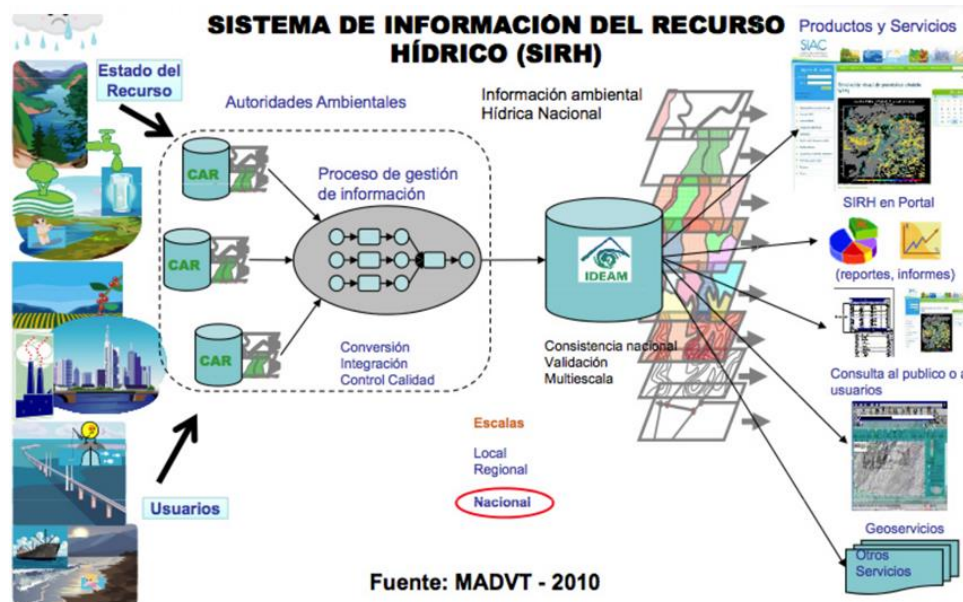 SISTEMA DE INFORMACIÓN DEL RECURSO
HÍDRICO (SIRH)
Productos y Servicios
SIAC
Estado del
Recurso
Autoridades Ambientales
Información ambiental
Hídrica Nacional
CAR
CAR
CAR
Proceso de gestión
de información
IDEAM
SIRH en Portal
(reportes, informes)
Conversión
Integración
Control Calidad
Consistencia nacional
Validación
Multiescala
Consulta al publico o a
usuarios
Escalas
Local
Regional
Nacional
Usuarios
Geoservicios
Otros
Servicios
Fuente: MADVT - 2010